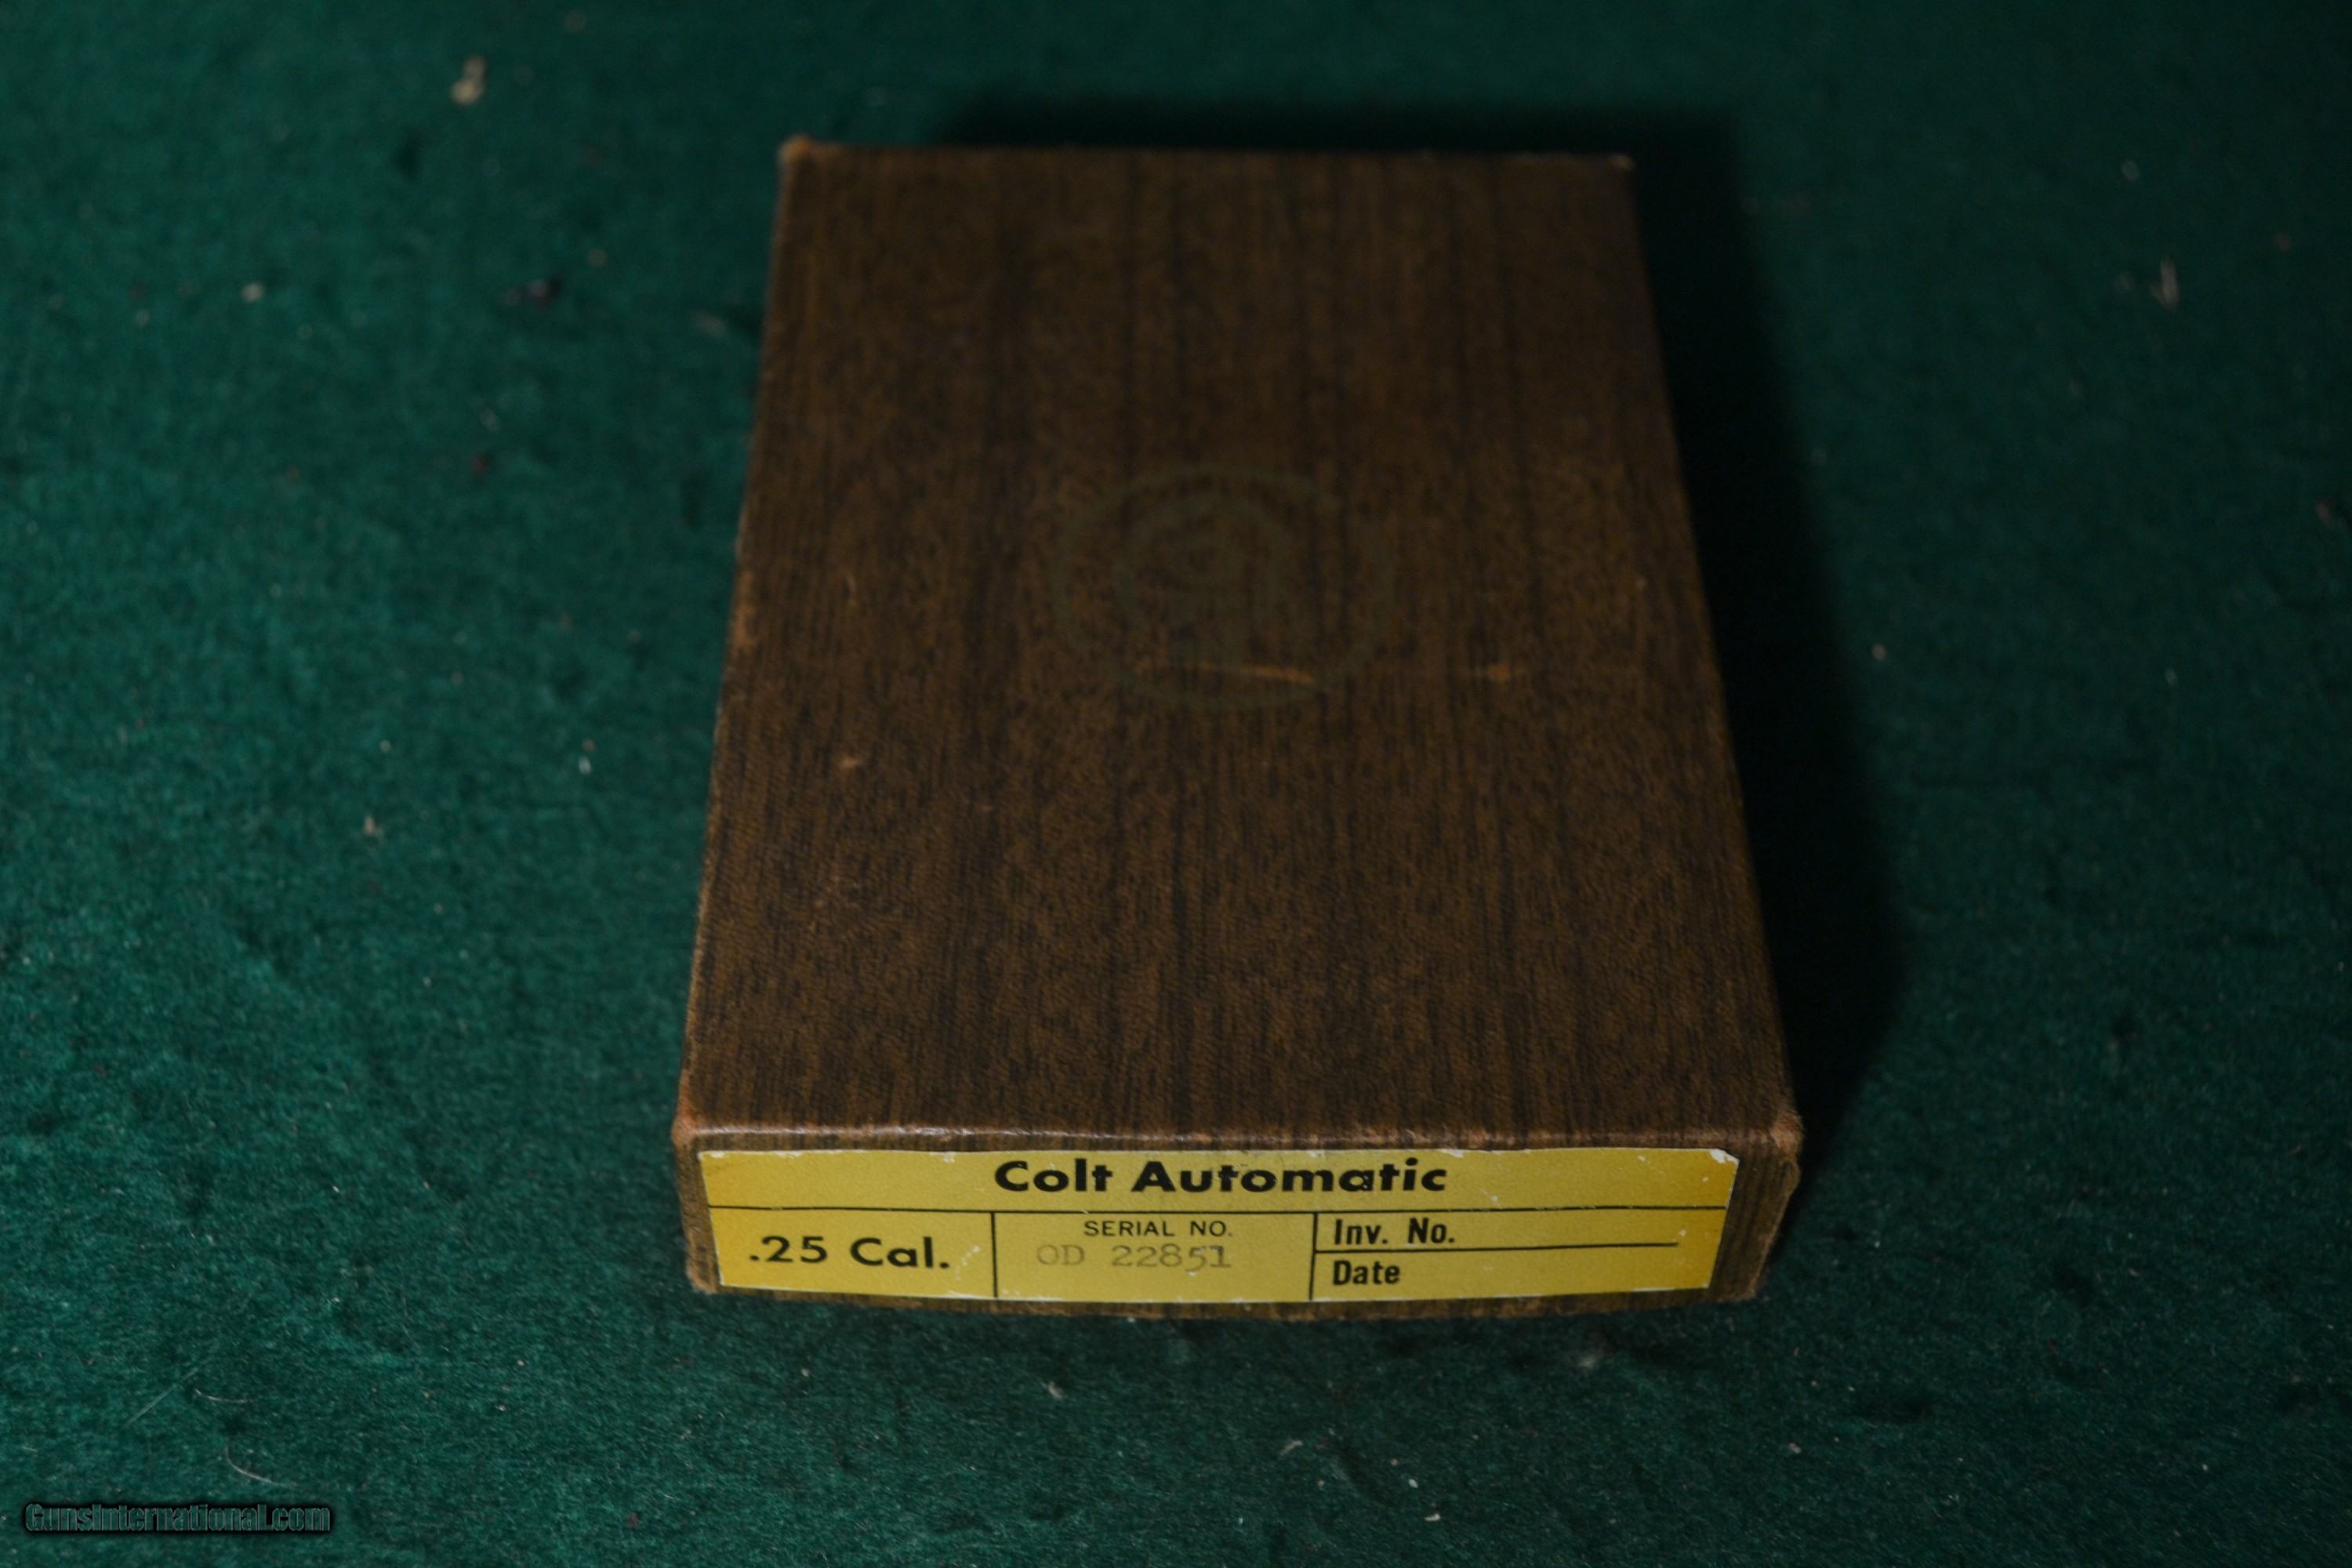 Colt Automatic
.25 Cal.
SERIAL NO.
OD 22851
Inv. No.
Date
GunsInternational.com